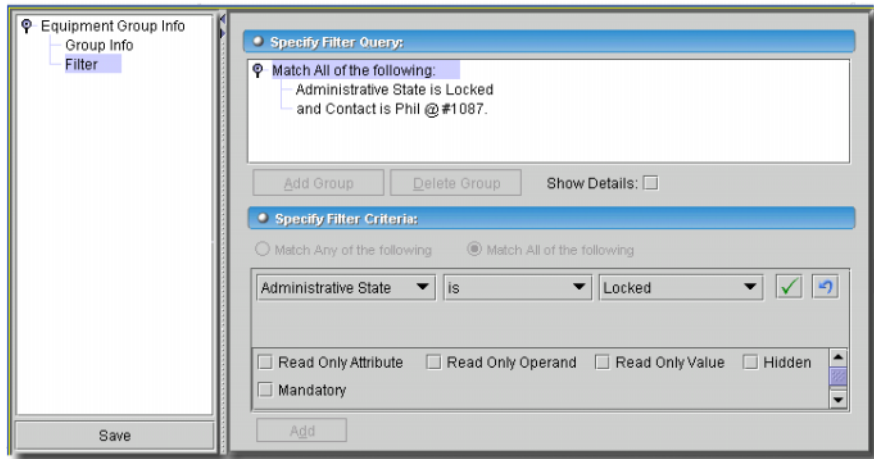 Equipment Group Info
Group Info
Filter
Save
Specify Filter Query:
Match All of the following:
Administrative State is Locked
and Contact is Phil @ #1087.
Add Group Delete Group Show Details:
Specify Filter Criteria:
Match Any of the following Match All of the following
Administrative State is Locked
Read Only Attribute Read Only Operand Read Only Value Hidden
Mandatory
Add